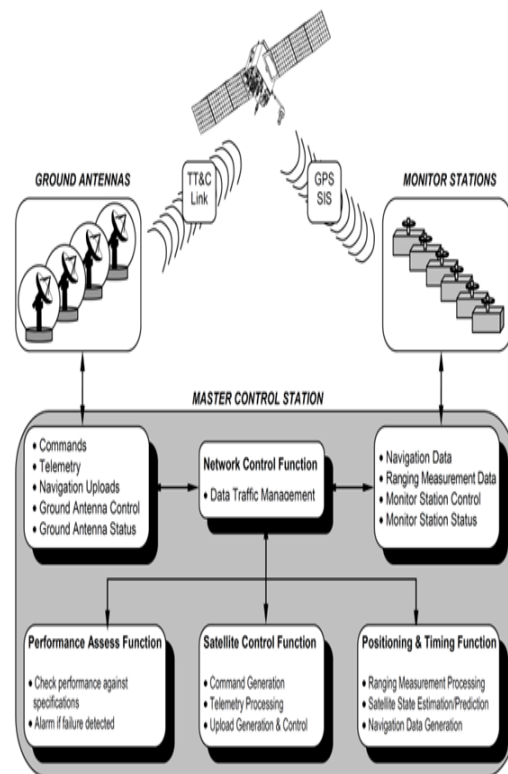 TT&C
Link
GPS
SIS
GROUND ANTENNAS
MONITOR STATIONS
MASTER CONTROL STATION
• Commands
• Telemetry
• Navigation Uploads
• Ground Antenna Control
• Ground Antenna Status
Network Control Function
• Data Traffic Management
• Navigation Data
• Ranging Measurement Data
• Monitor Station Control
• Monitor Station Status
Performance Assess Function
• Check performance against
specifications
• Alarm if failure detected
Satellite Control Function
• Command Generation
• Telemetry Processing
• Upload Generation & Control
Positioning & Timing Function
• Ranging Measurement Processing
• Satellite State Estimation/Prediction
• Navigation Data Generation